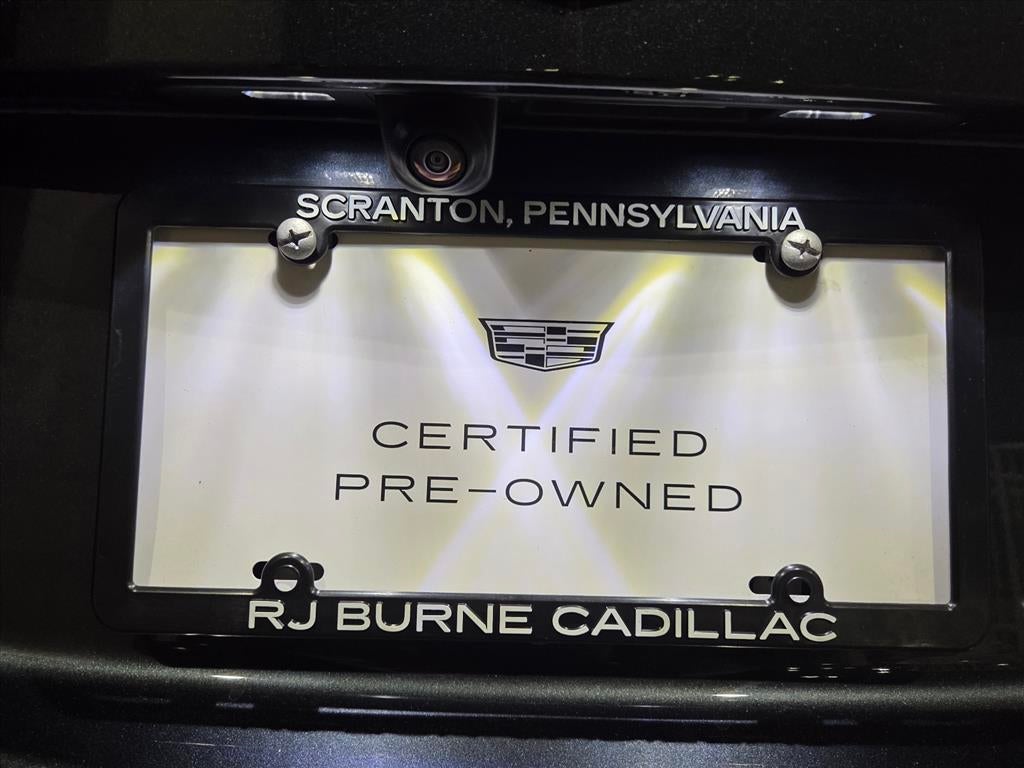 SCRANTON, PENNSYLVANIA
CERTIFIED
PRE-OWNED
RJ BURNE CADILLAC